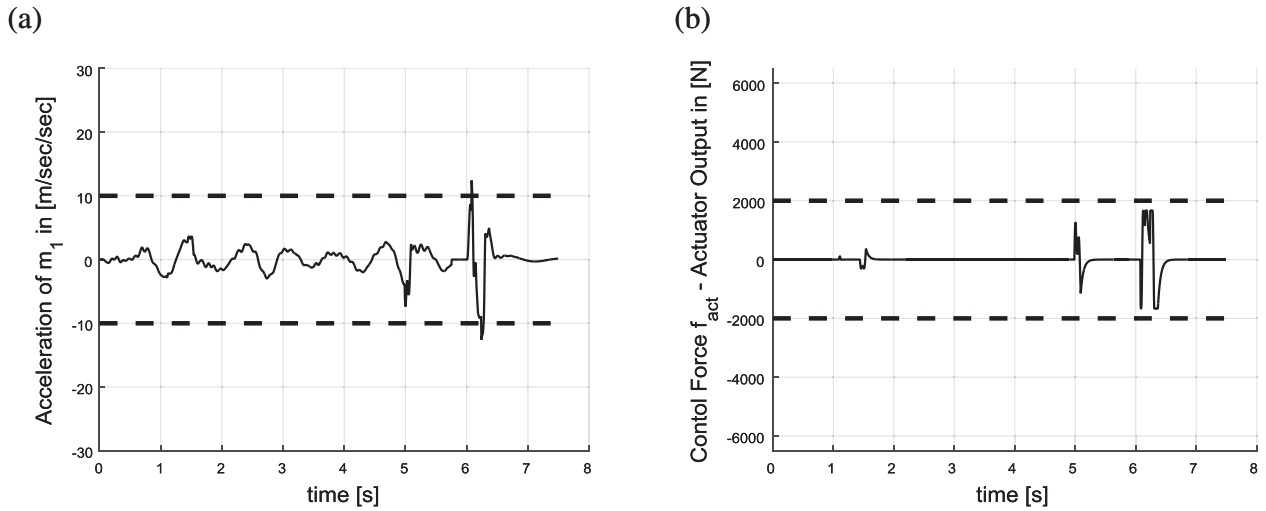 (a)
Acceleration of m1 in [m/sec/sec]
30
20
10
0
-10
-20
-30
0 1 2 3 4 5 6 7 8
time [s]
(b)
Contol Force fact - Actuator Output in [N]
6000
4000
2000
0
-2000
-4000
-6000
0 1 2 3 4 5 6 7 8
time [s]